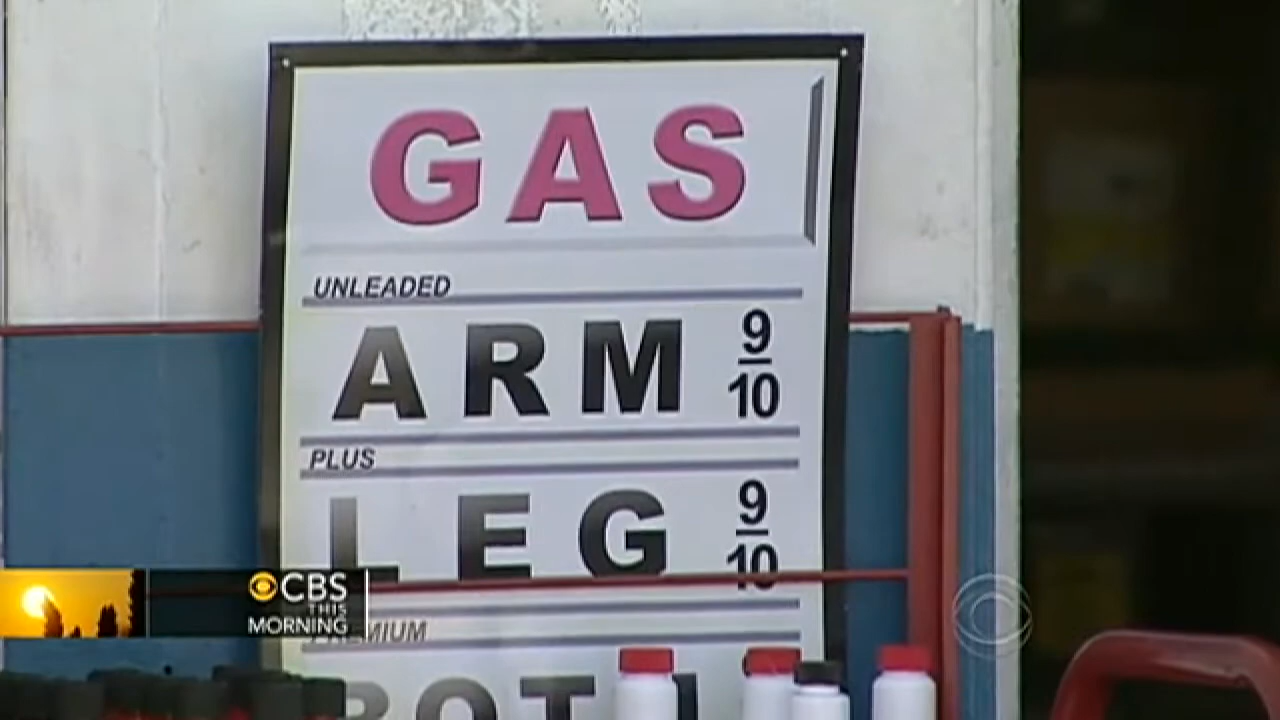 GAS
UNLEADED
ARM 9/10
PLUS
LEG 9/10
CBS
THIS
MORNING